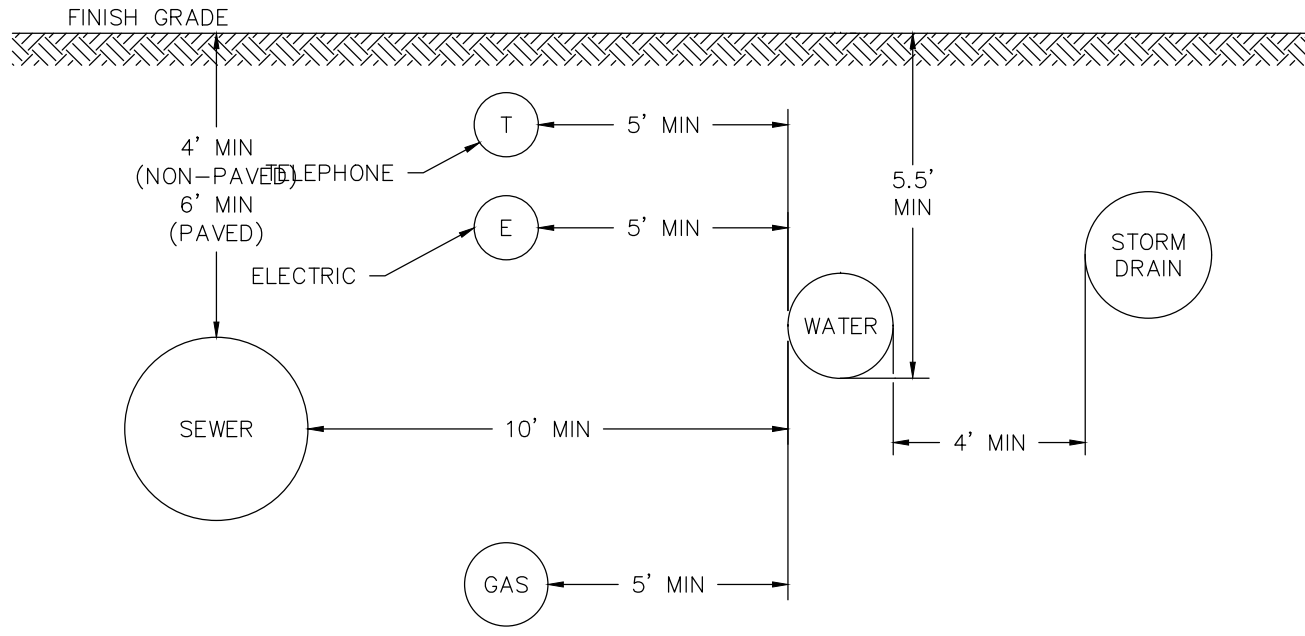 FINISH GRADE
T
5' MIN
4' MIN
(NON-PAVED)
TELEPHONE
6' MIN
(PAVED)
5.5'
MIN
E
5' MIN
ELECTRIC
STORM
DRAIN
WATER
SEWER
10' MIN
4' MIN
GAS
5' MIN